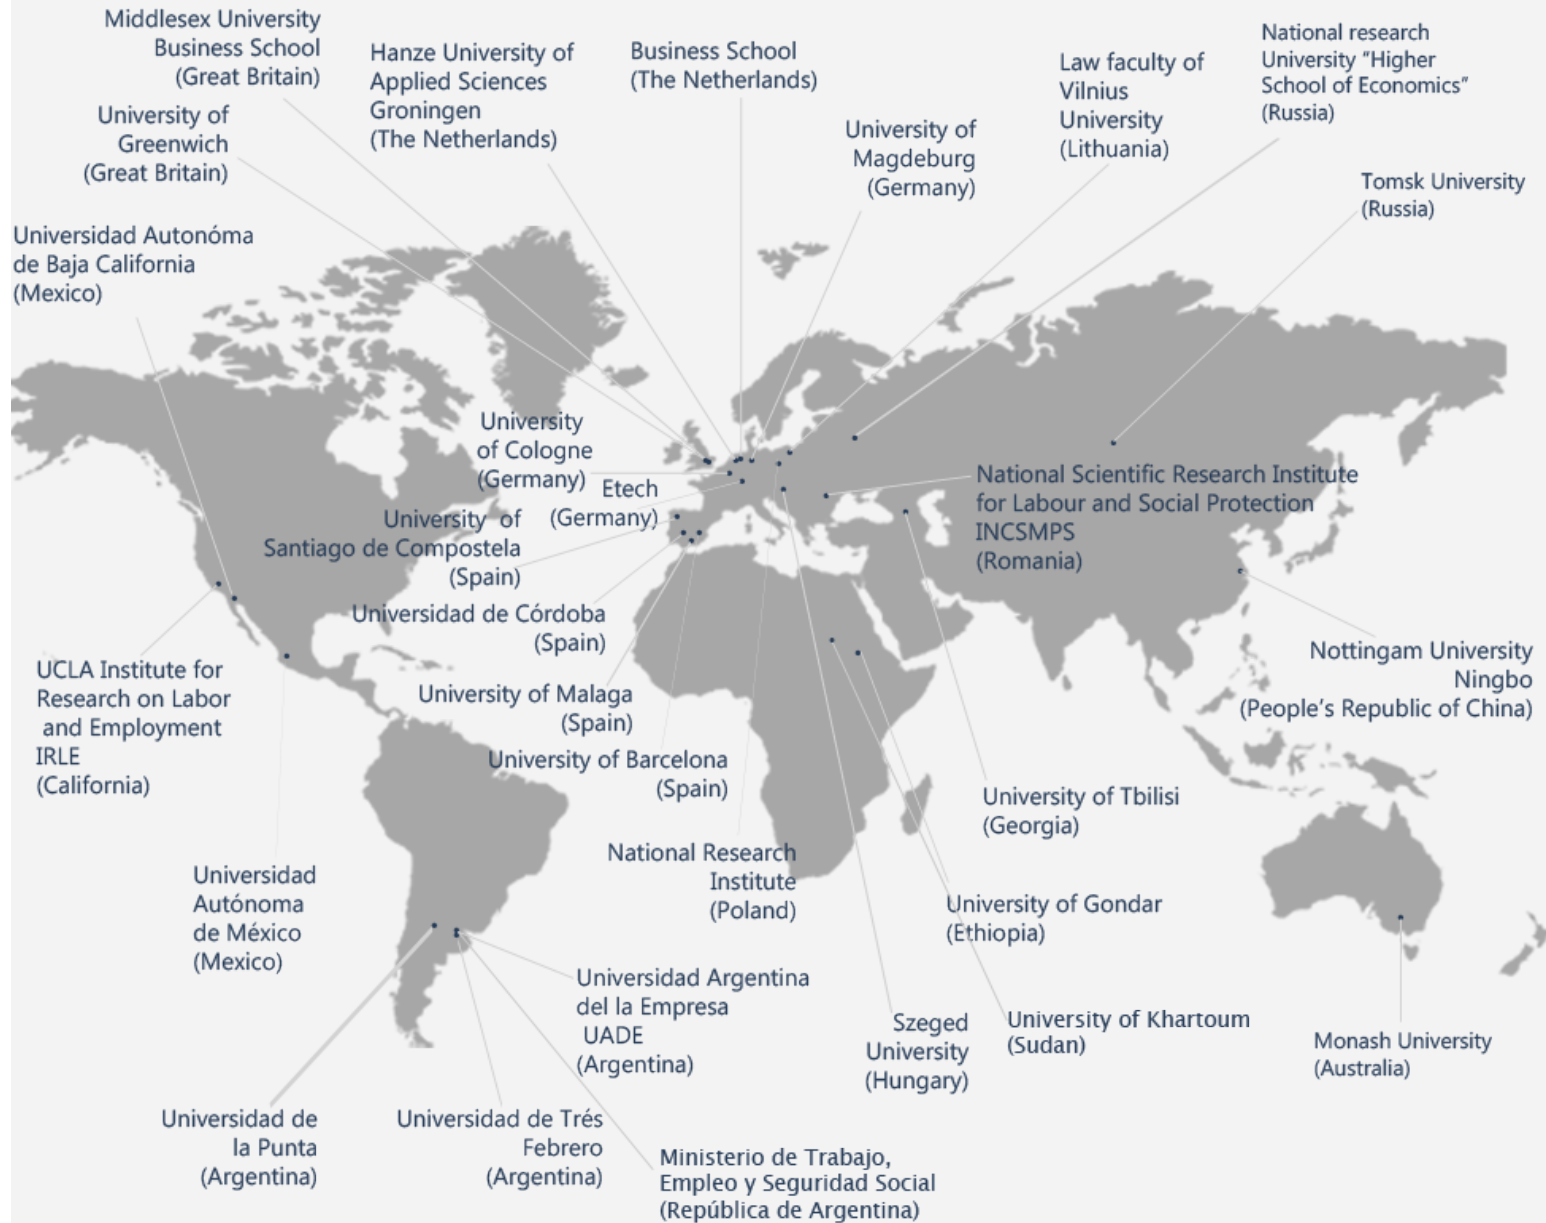 Middlesex University
Business School
(Great Britain)
Hanze University of
Applied Sciences
Groningen
(The Netherlands)
Business School
(The Netherlands)
Law faculty of
Vilnius
University
(Lithuania)
National research
University “Higher
School of Economics”
(Russia)
University of
Greenwich
(Great Britain)
University of
Magdeburg
(Germany)
Tomsk University
(Russia)
Universidad Autonóma
de Baja California
(Mexico)
University
of Cologne
(Germany)
Etech
(Germany)
National Scientific Research Institute
for Labour and Social Protection
INCSMPS
(Romania)
University of
Santiago de Compostela
(Spain)
Universidad de Córdoba
(Spain)
UCLA Institute for
Research on Labor
and Employment
IRLE
(California)
University of Malaga
(Spain)
Nottingam University
Ningbo
(People’s Republic of China)
University of Barcelona
(Spain)
University of Tbilisi
(Georgia)
National Research
Institute
(Poland)
Universidad
Autónoma
de México
(Mexico)
University of Gondar
(Ethiopia)
Universidad Argentina
del la Empresa
UADE
(Argentina)
Szeged
University
(Hungary)
University of Khartoum
(Sudan)
Monash University
(Australia)
Universidad de
la Punta
(Argentina)
Universidad de Trés
Febrero
(Argentina)
Ministerio de Trabajo,
Empleo y Seguridad Social
(República de Argentina)